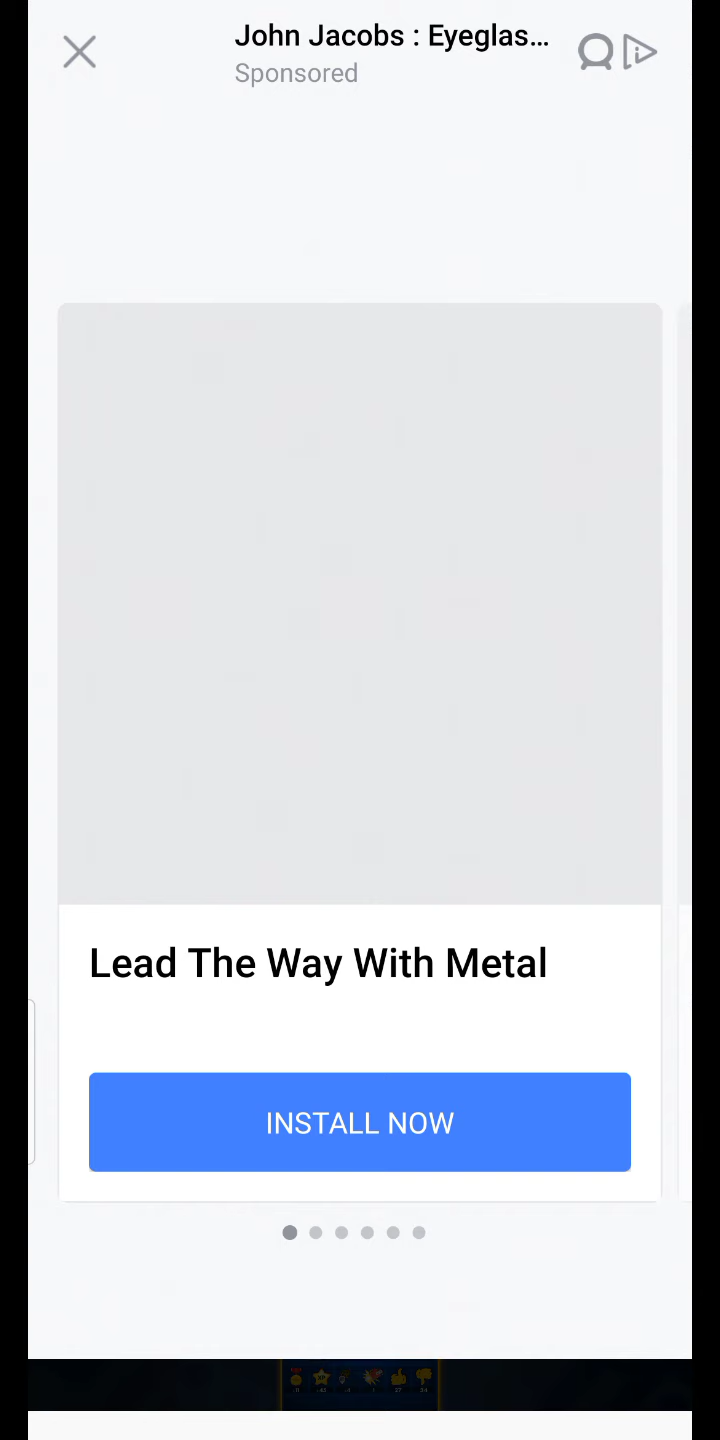 John Jacobs : Eyeglas...
Sponsored
Lead The Way With Metal
INSTALL NOW